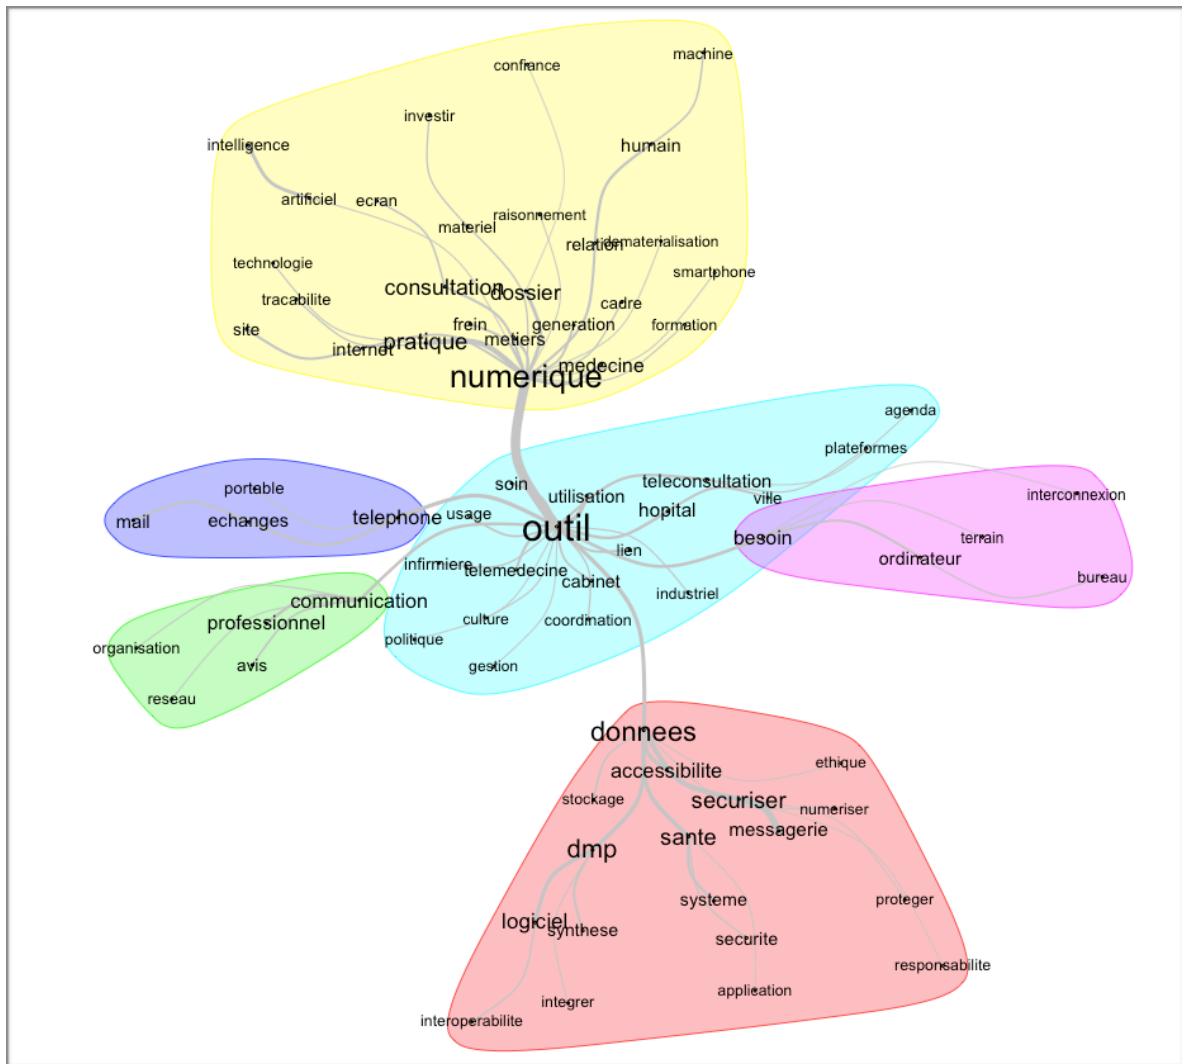 machine
confiance
investir
intelligence
humain
artificiel
ecran
raisonnement
materiel
relation
dematerialisation
technologie
smartphone
consultation
dossier
tracabilite
cadre
site
frein
generation
formation
internet
pratique
metiers
medecine
numerique
agenda
plateformes
soin
teleconsultation
utilisation
ville
interconnexion
portable
mail
echanges
telephone
usage
hopital
outil
besoin
terrain
lien
ordinateur
infirmiere
telemedecine
cabinet
bureau
industriel
communication
professionnel
culture
coordination
organisation
politique
avis
gestion
reseau
donnees
accessibilite
ethique
stockage
securiser
numeriser
messagerie
dmp
sante
systeme
proteger
logiciel
synthese
securite
responsabilite
application
integrer
interoperabilite